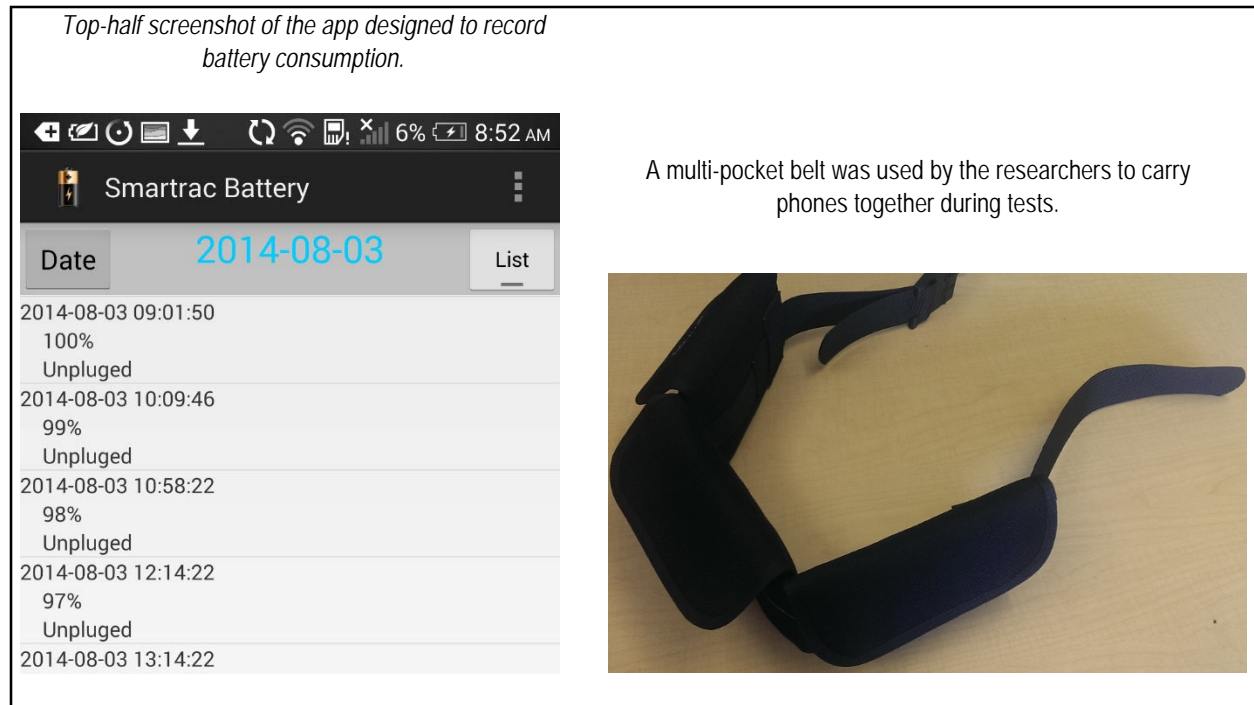 Top-half screenshot of the app designed to record
battery consumption.
6% 8:52 AM
Smartrac Battery
Date 2014-08-03 List
2014-08-03 09:01:50
100%
Unpluged
2014-08-03 10:09:46
99%
Unpluged
2014-08-03 10:58:22
98%
Unpluged
2014-08-03 12:14:22
97%
Unpluged
2014-08-03 13:14:22
A multi-pocket belt was used by the researchers to carry
phones together during tests.